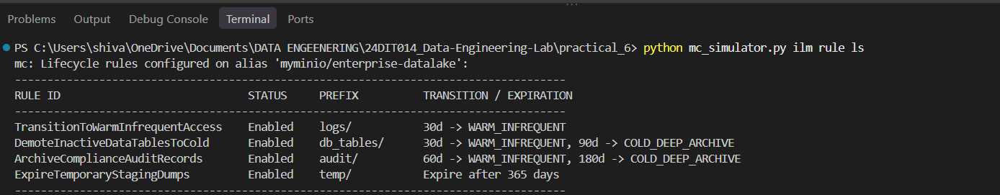 Problems Output Debug Console Terminal Ports
PS C:\Users\shiva\OneDrive\Documents\DATA ENGEENERING\24DIT014_Data-Engineering-Lab\practical_6> python mc_simulator.py ilm rule ls
mc: Lifecycle rules configured on alias 'myminio/enterprise-datalake':
-------------------------------------------------------------------------------------
RULE ID STATUS PREFIX TRANSITION / EXPIRATION
-------------------------------------------------------------------------------------
TransitionToWarmInfrequentAccess Enabled logs/ 30d -> WARM_INFREQUENT
DemoteInactiveDataTablesToCold Enabled db_tables/ 30d -> WARM_INFREQUENT, 90d -> COLD_DEEP_ARCHIVE
ArchiveComplianceAuditRecords Enabled audit/ 60d -> WARM_INFREQUENT, 180d -> COLD_DEEP_ARCHIVE
ExpireTemporaryStagingDumps Enabled temp/ Expire after 365 days
-------------------------------------------------------------------------------------